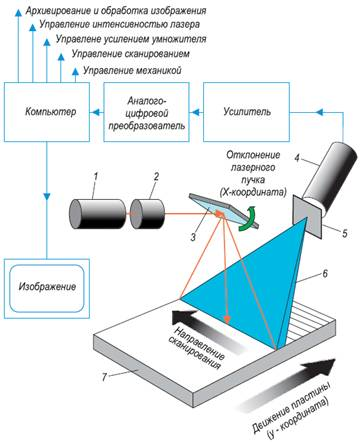 Архивирование и обработка изображения
Управление интенсивностью лазера
Управлене усилением умножителя
Управление сканированием
Управление механикой
Компьютер
Аналого-
цифровой
преобразователь
Усилитель
Отклонение
лазерного
пучка
(X-координата)
1
2
3
4
5
6
Изображение
Направление
сканирования
7
Движение пластины
(y - координата)